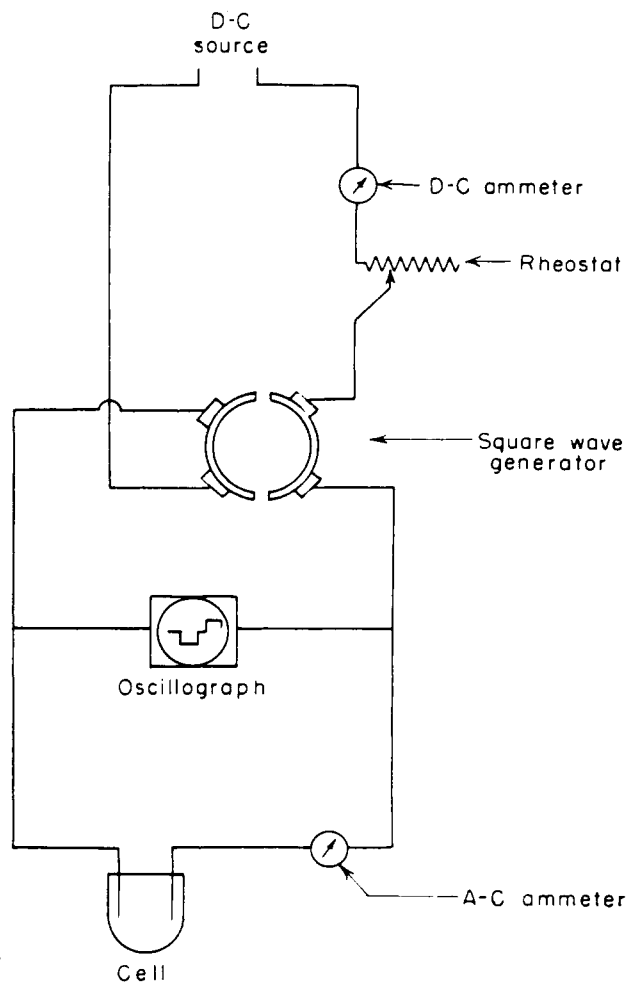 D-C
source
D-C ammeter
Rheostat
Square wave
generator
Oscillograph
A-C ammeter
Cell